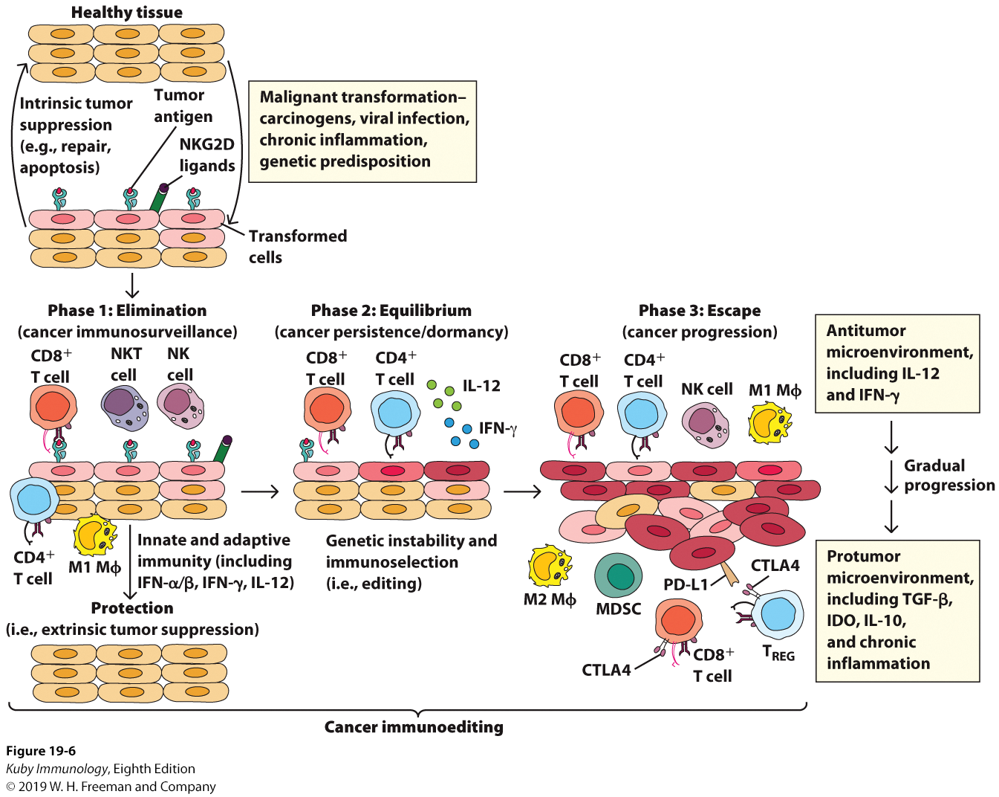 Healthy tissue
Intrinsic tumor
suppression
(e.g., repair,
apoptosis)
Tumor
antigen
NKG2D
ligands
Malignant transformation–
carcinogens, viral infection,
chronic inflammation,
genetic predisposition
Transformed
cells
Phase 1: Elimination
(cancer immunosurveillance)
CD8+
T cell
NKT
cell
NK
cell
CD4+
T cell
M1 Mϕ
Innate and adaptive
immunity (including
IFN-α/β, IFN-γ, IL-12)
Protection
(i.e., extrinsic tumor suppression)
Phase 2: Equilibrium
(cancer persistence/dormancy)
CD8+
T cell
CD4+
T cell
IL-12
IFN-γ
Genetic instability and
immunoselection
(i.e., editing)
Phase 3: Escape
(cancer progression)
CD8+
T cell
CD4+
T cell
NK cell
M1 Mϕ
M2 Mϕ
MDSC
PD-L1
CTLA4
TREG
CTLA4
CD8+
T cell
Antitumor
microenvironment,
including IL-12
and IFN-γ
Gradual
progression
Protumor
microenvironment,
including TGF-β,
IDO, IL-10,
and chronic
inflammation
Cancer immunoediting
Figure 19-6
Kuby Immunology, Eighth Edition
© 2019 W. H. Freeman and Company